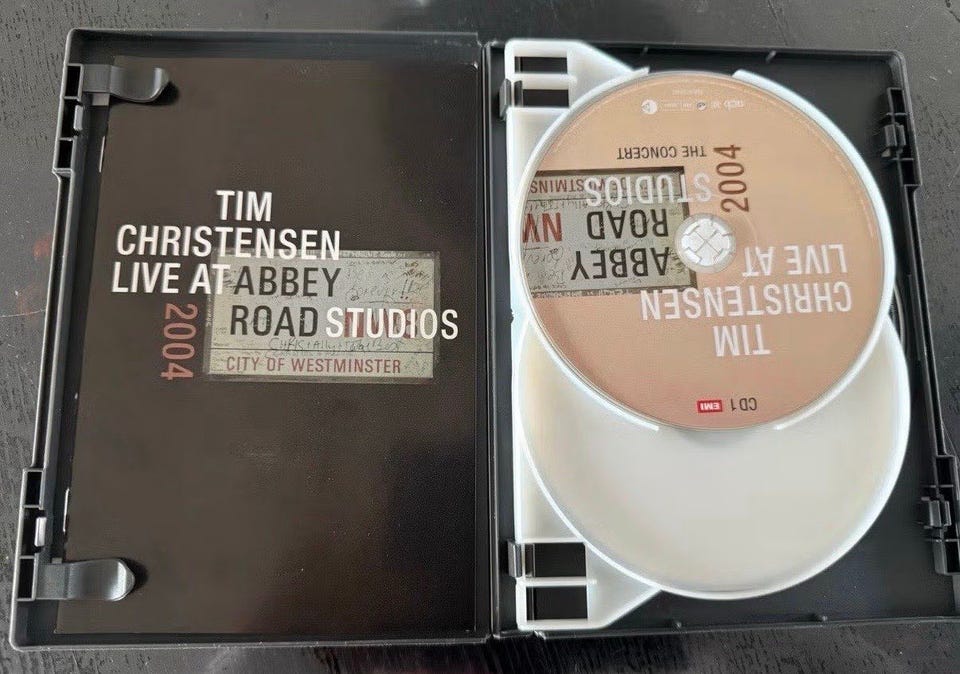 TIM
CHRISTENSEN
LIVE AT ABBEY
ROAD STUDIOS
2004
CITY OF WESTMINSTER
CD 1
EMI
TIM
CHRISTENSEN
LIVE AT
ABBEY
ROAD NW
STUDIOS
2004
THE CONCERT